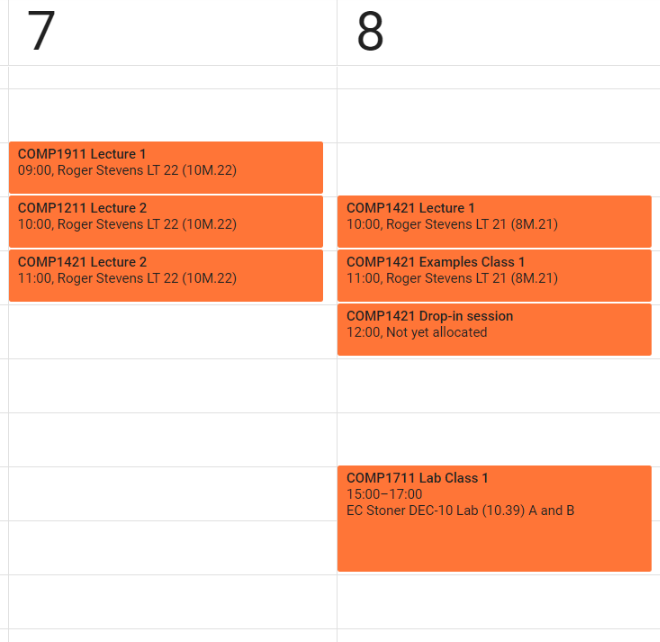 7
COMP1911 Lecture 1
09:00, Roger Stevens LT 22 (10M.22)
COMP1211 Lecture 2
10:00, Roger Stevens LT 22 (10M.22)
COMP1421 Lecture 2
11:00, Roger Stevens LT 22 (10M.22)
8
COMP1421 Lecture 1
10:00, Roger Stevens LT 21 (8M.21)
COMP1421 Examples Class 1
11:00, Roger Stevens LT 21 (8M.21)
COMP1421 Drop-in session
12:00, Not yet allocated
COMP1711 Lab Class 1
15:00–17:00
EC Stoner DEC-10 Lab (10.39) A and B